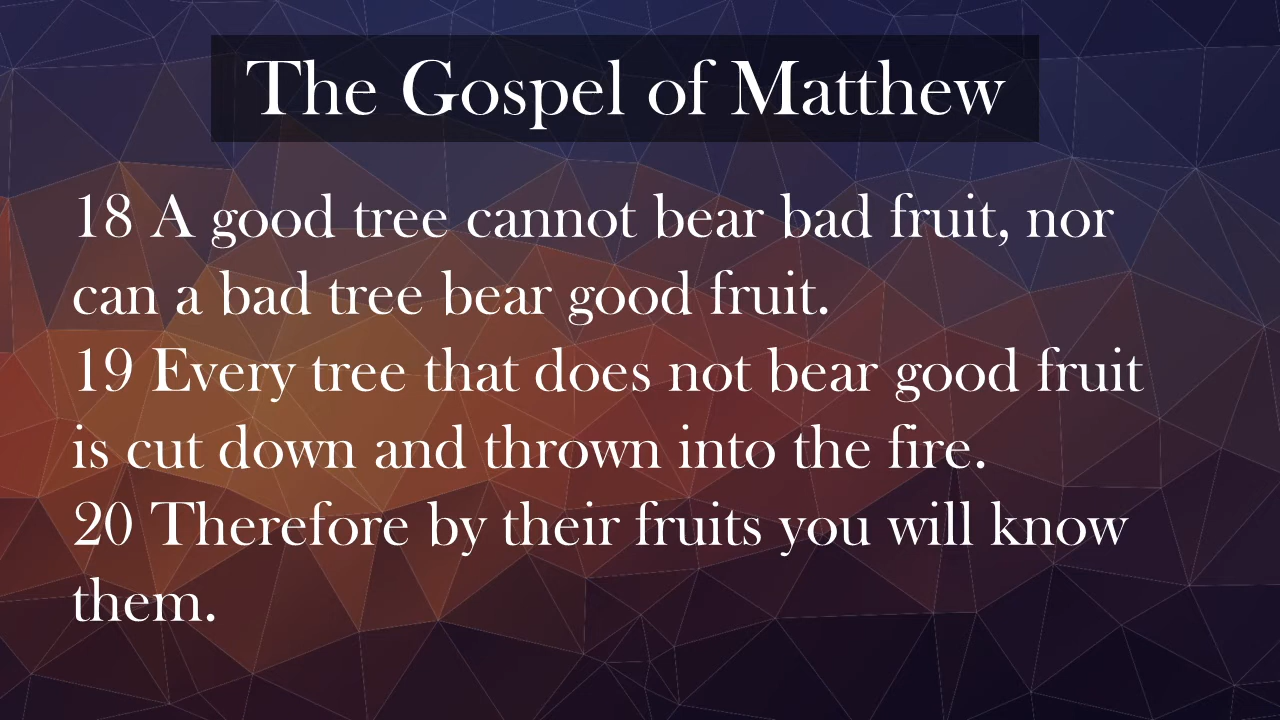 The Gospel of Matthew
18 A good tree cannot bear bad fruit, nor
can a bad tree bear good fruit.
19 Every tree that does not bear good fruit
is cut down and thrown into the fire.
20 Therefore by their fruits you will know
them.